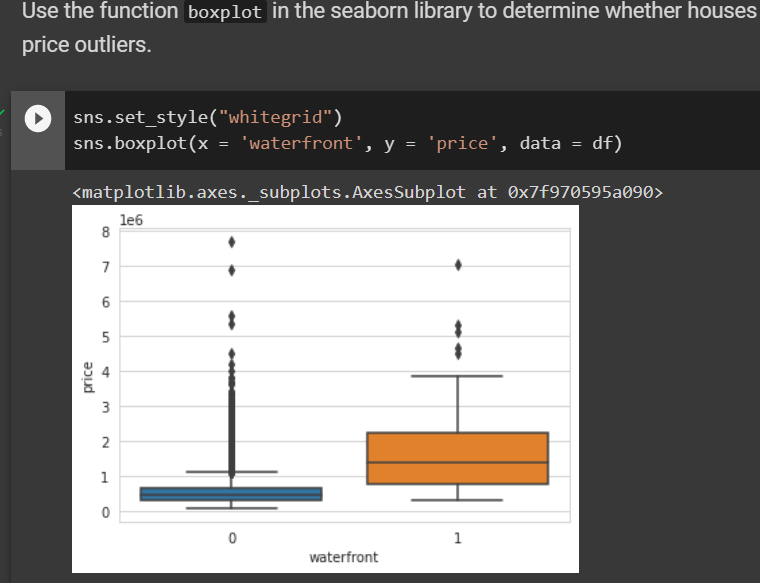 Use the function boxplot in the seaborn library to determine whether houses
price outliers.
sns.set_style("whitegrid")
sns.boxplot(x = 'waterfront', y = 'price', data = df)
<matplotlib.axes._subplots.AxesSubplot at 0x7f970595a090>
1e6
8
7
6
5
4
3
2
1
0
price
0 1
waterfront